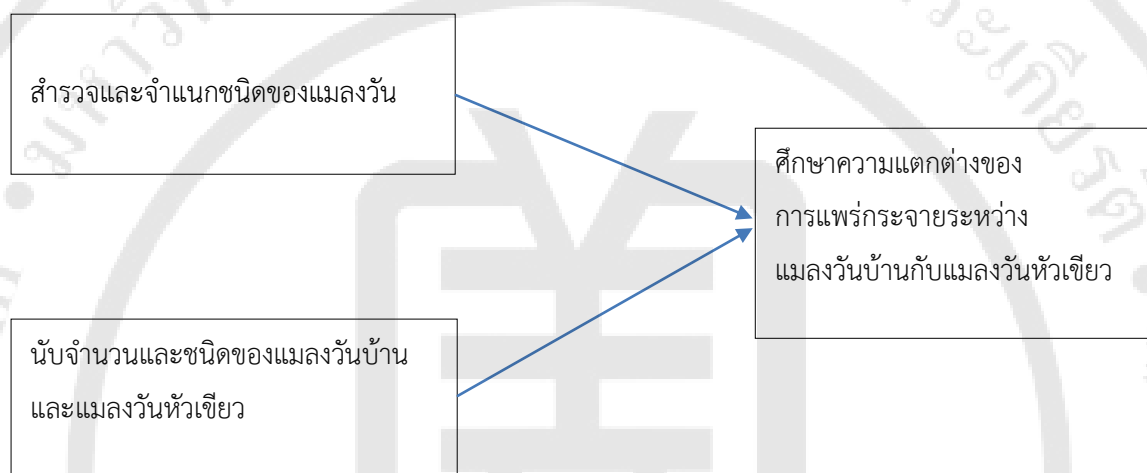 สำรวจและจำแนกชนิดของแมลงวัน
ศึกษาความแตกต่างของ
การแพร่กระจายระหว่าง
แมลงวันบ้านกับแมลงวันหัวเขียว
นับจำนวนและชนิดของแมลงวันบ้าน
และแมลงวันหัวเขียว